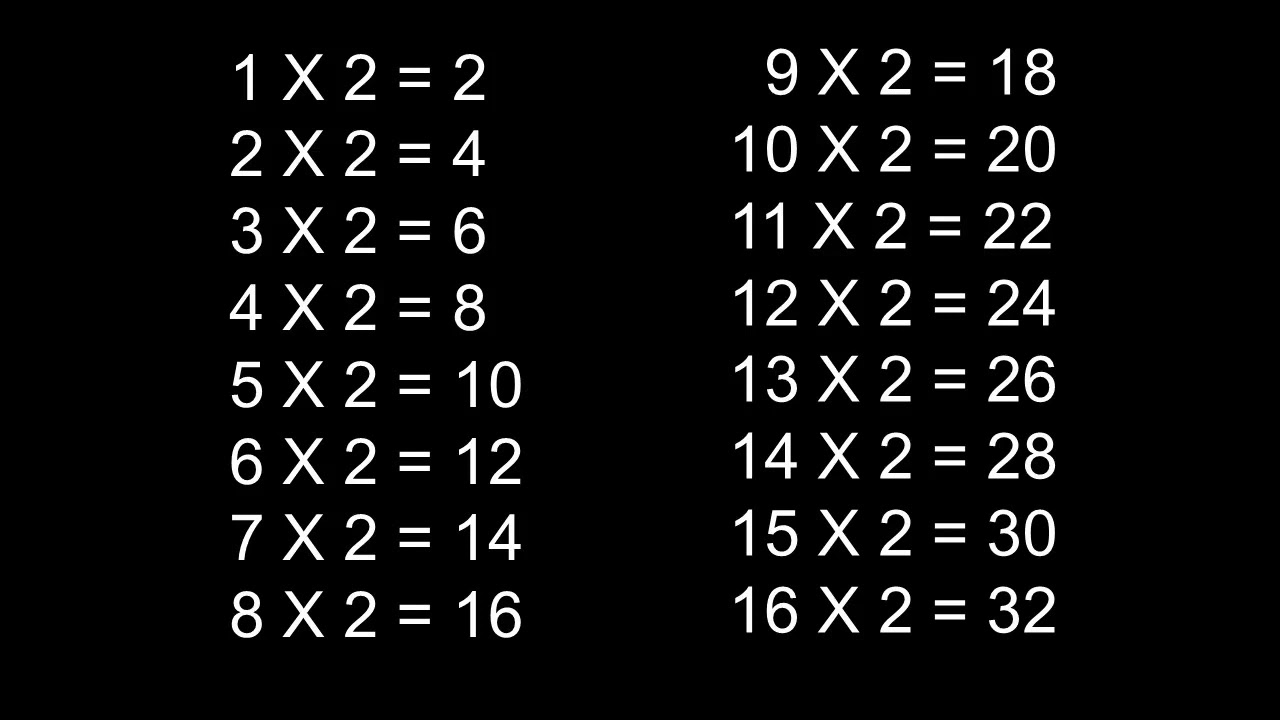 1 X 2 = 2
2 X 2 = 4
3 X 2 = 6
4 X 2 = 8
5 X 2 = 10
6 X 2 = 12
7 X 2 = 14
8 X 2 = 16
9 X 2 = 18
10 X 2 = 20
11 X 2 = 22
12 X 2 = 24
13 X 2 = 26
14 X 2 = 28
15 X 2 = 30
16 X 2 = 32